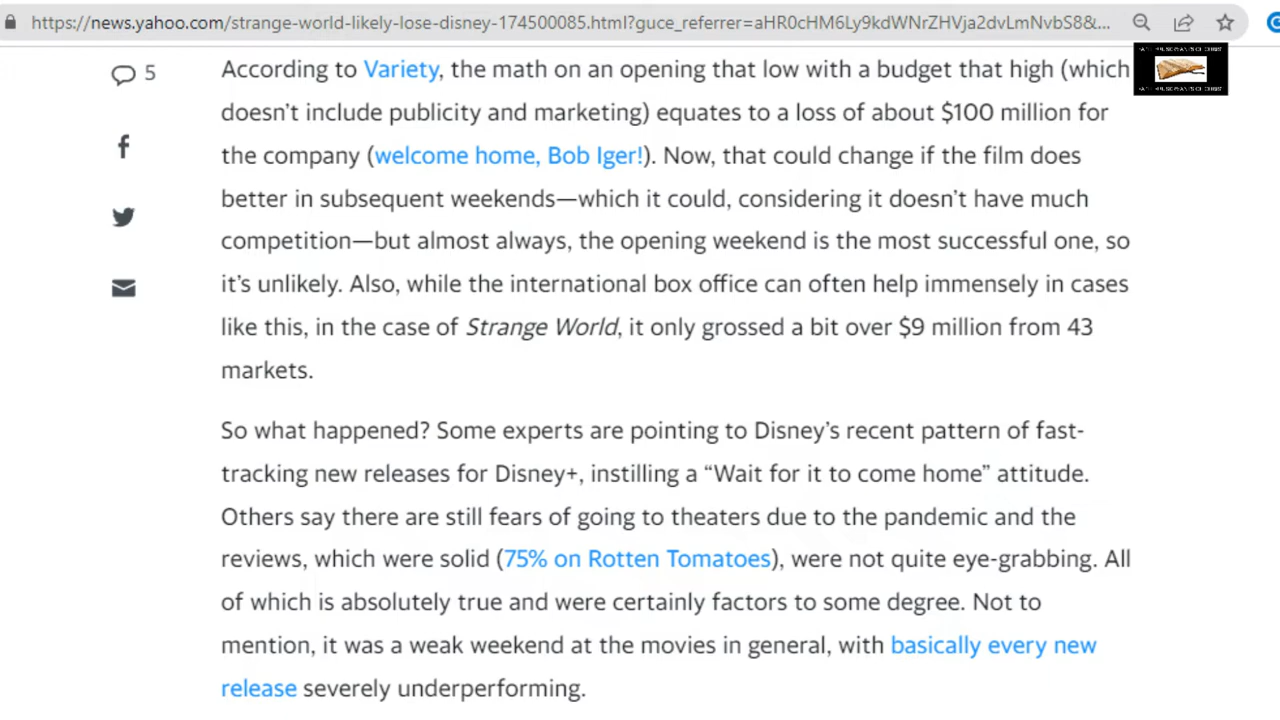 https://news.yahoo.com/strange-world-likely-lose-disney-174500085.html?guce_referrer=aHR0cHM6Ly9kdWNrZHVja2dvLmNvbS8&...
5
According to Variety, the math on an opening that low with a budget that high (which
doesn't include publicity and marketing) equates to a loss of about $100 million for
the company (welcome home, Bob Iger!). Now, that could change if the film does
better in subsequent weekends—which it could, considering it doesn't have much
competition—but almost always, the opening weekend is the most successful one, so
it's unlikely. Also, while the international box office can often help immensely in cases
like this, in the case of Strange World, it only grossed a bit over $9 million from 43
markets.
So what happened? Some experts are pointing to Disney's recent pattern of fast-
tracking new releases for Disney+, instilling a “Wait for it to come home” attitude.
Others say there are still fears of going to theaters due to the pandemic and the
reviews, which were solid (75% on Rotten Tomatoes), were not quite eye-grabbing. All
of which is absolutely true and were certainly factors to some degree. Not to
mention, it was a weak weekend at the movies in general, with basically every new
release severely underperforming.